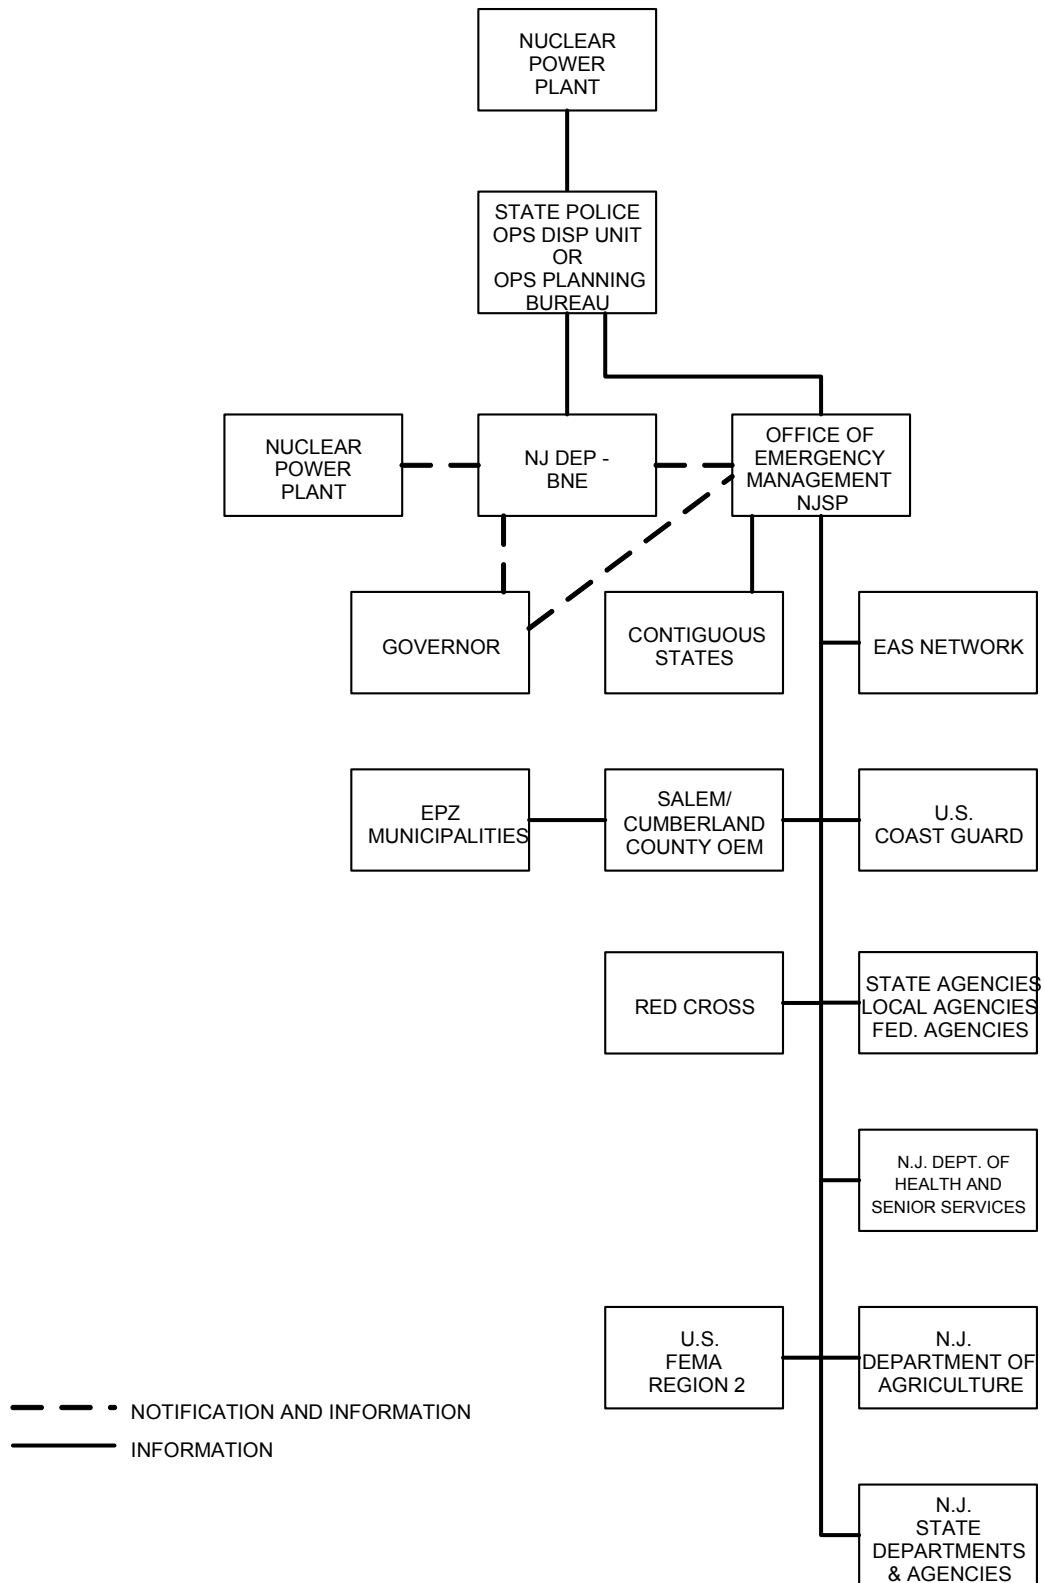 NUCLEAR
POWER
PLANT
STATE POLICE
OPS DISP UNIT
OR
OPS PLANNING
BUREAU
NUCLEAR
POWER
PLANT
NJ DEP -
BNE
OFFICE OF
EMERGENCY
MANAGEMENT
NJSP
GOVERNOR
CONTIGUOUS
STATES
EAS NETWORK
EPZ
MUNICIPALITIES
SALEM/
CUMBERLAND
COUNTY OEM
U.S.
COAST GUARD
RED CROSS
STATE AGENCIES
LOCAL AGENCIES
FED. AGENCIES
N.J. DEPT. OF
HEALTH AND
SENIOR SERVICES
U.S.
FEMA
REGION 2
N.J.
DEPARTMENT OF
AGRICULTURE
NOTIFICATION AND INFORMATION
INFORMATION
N.J.
STATE
DEPARTMENTS
& AGENCIES